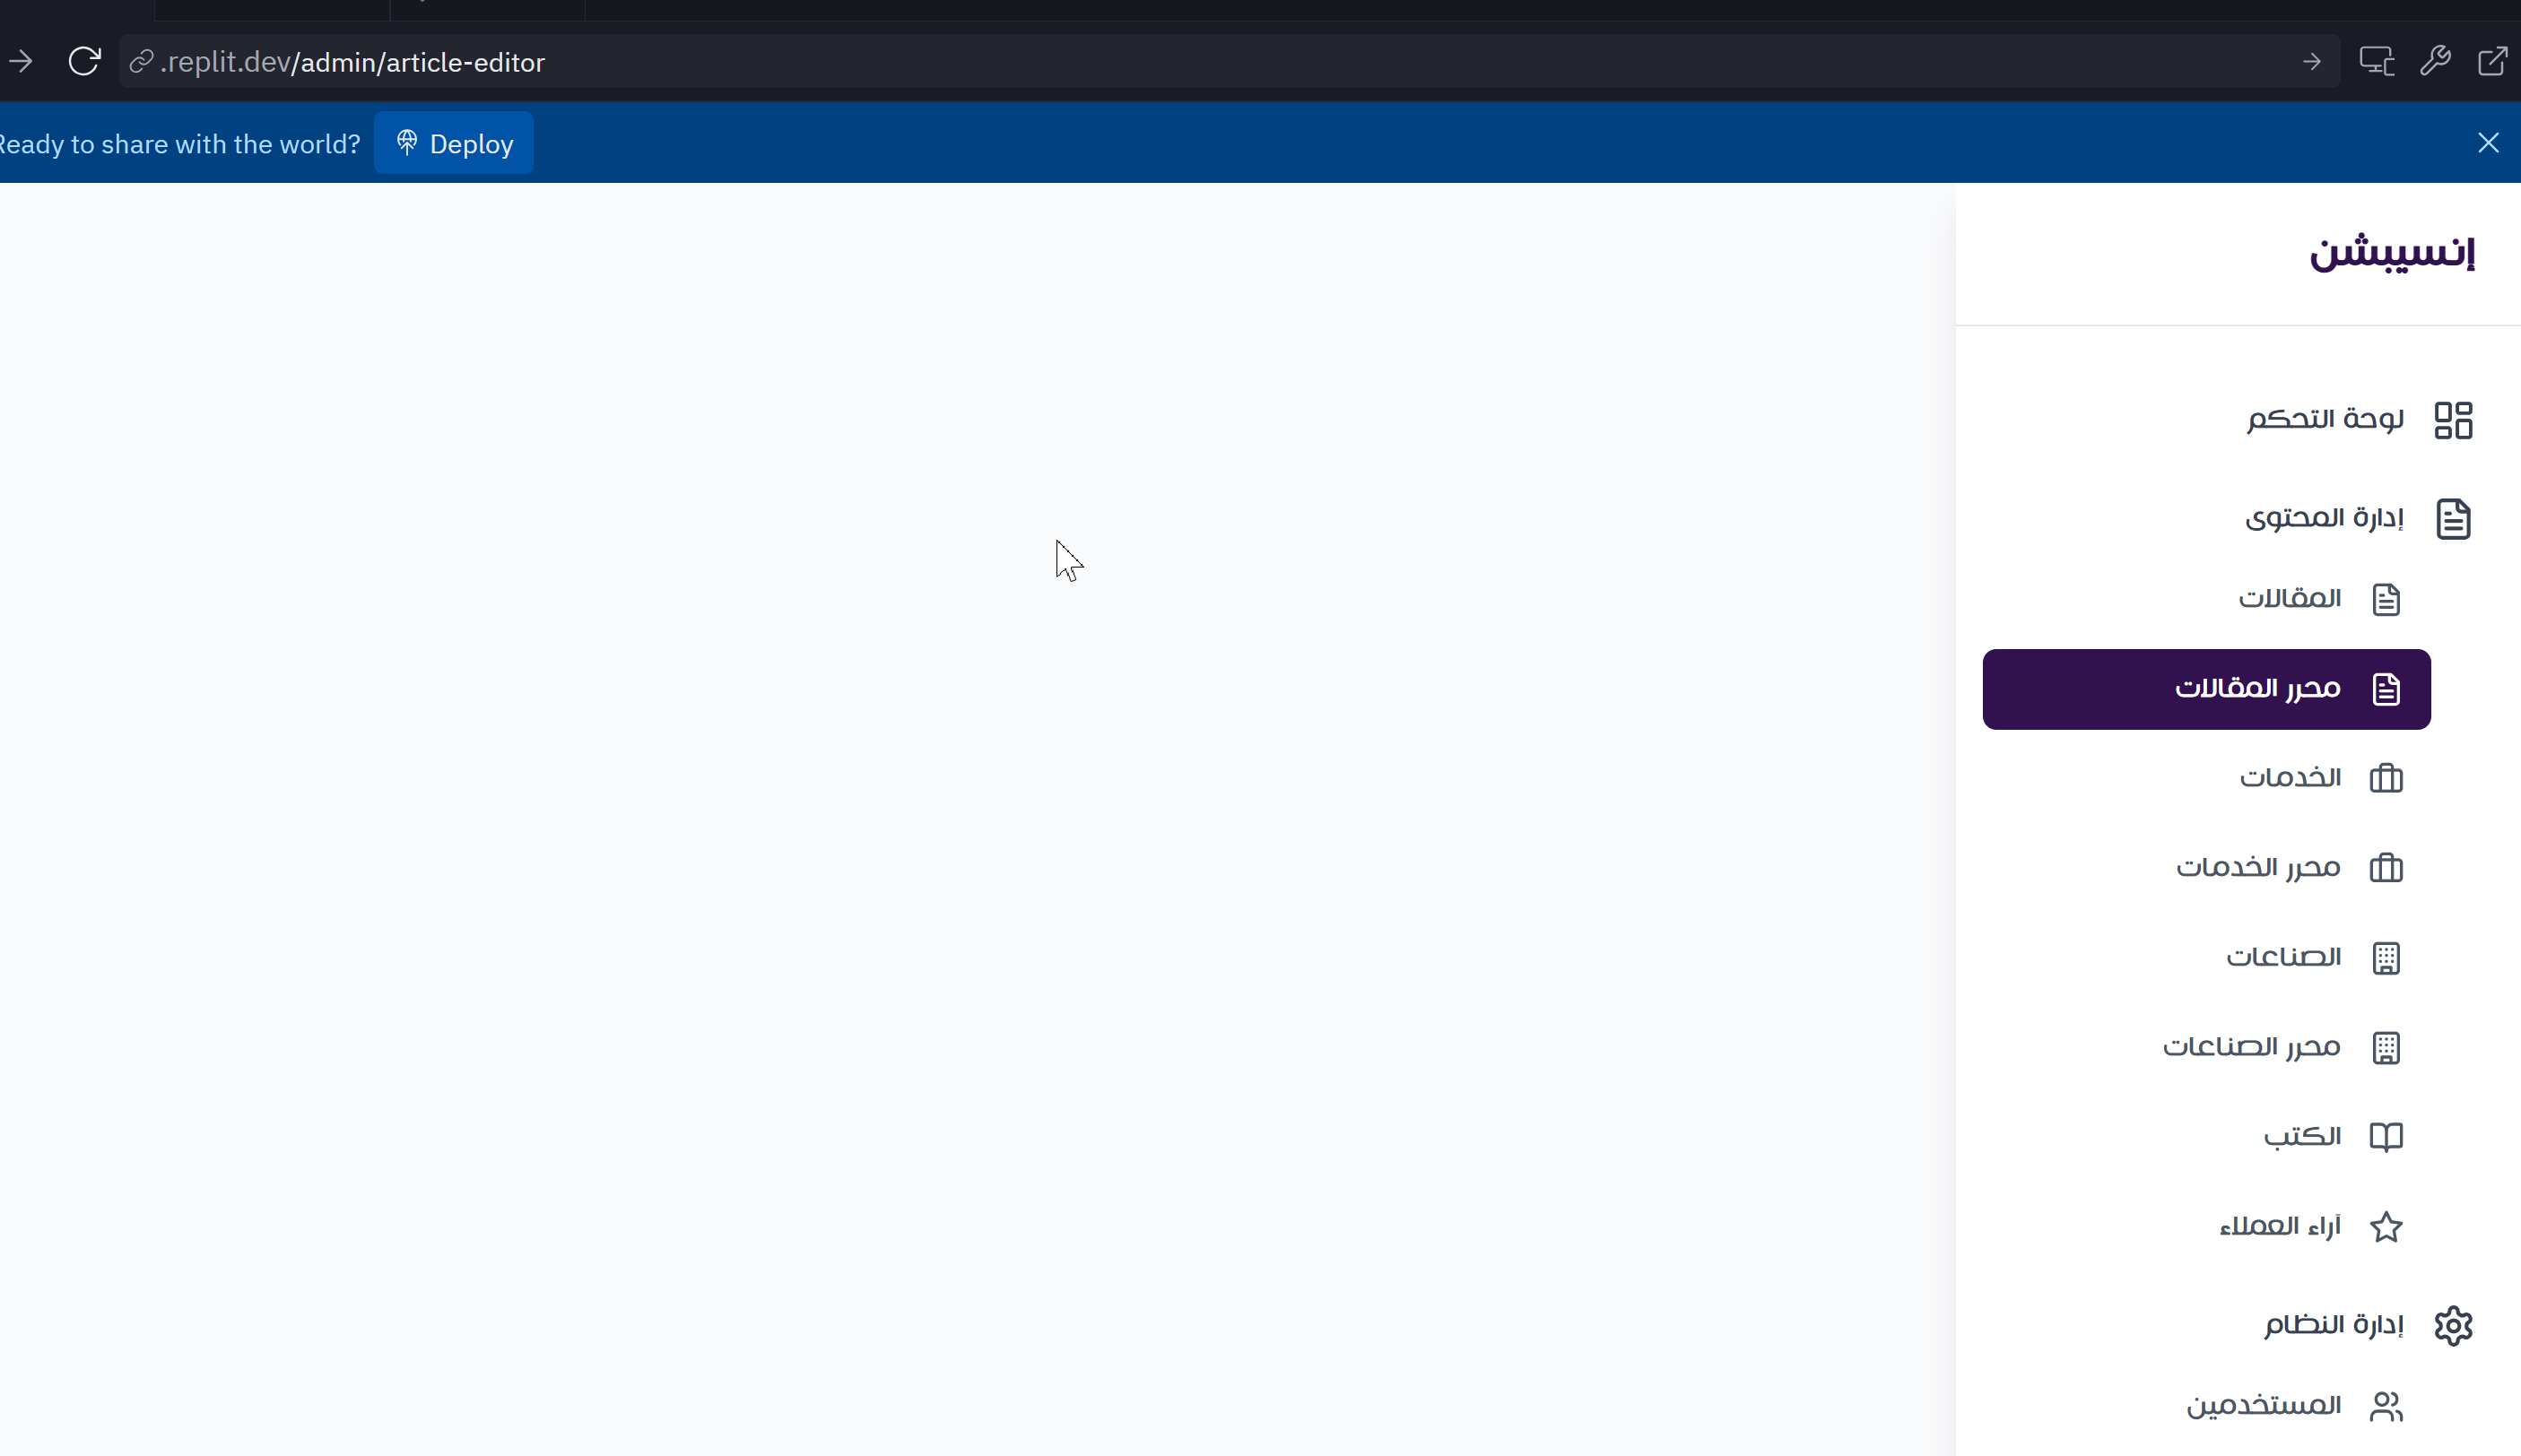 .replit.dev/admin/article-editor
Ready to share with the world? Deploy
إنسيبشن
لوحة التحكم
إدارة المحتوى
المقالات
محرر المقالات
الخدمات
محرر الخدمات
الصناعات
محرر الصناعات
الكتب
آراء العملاء
إدارة النظام
المستخدمين